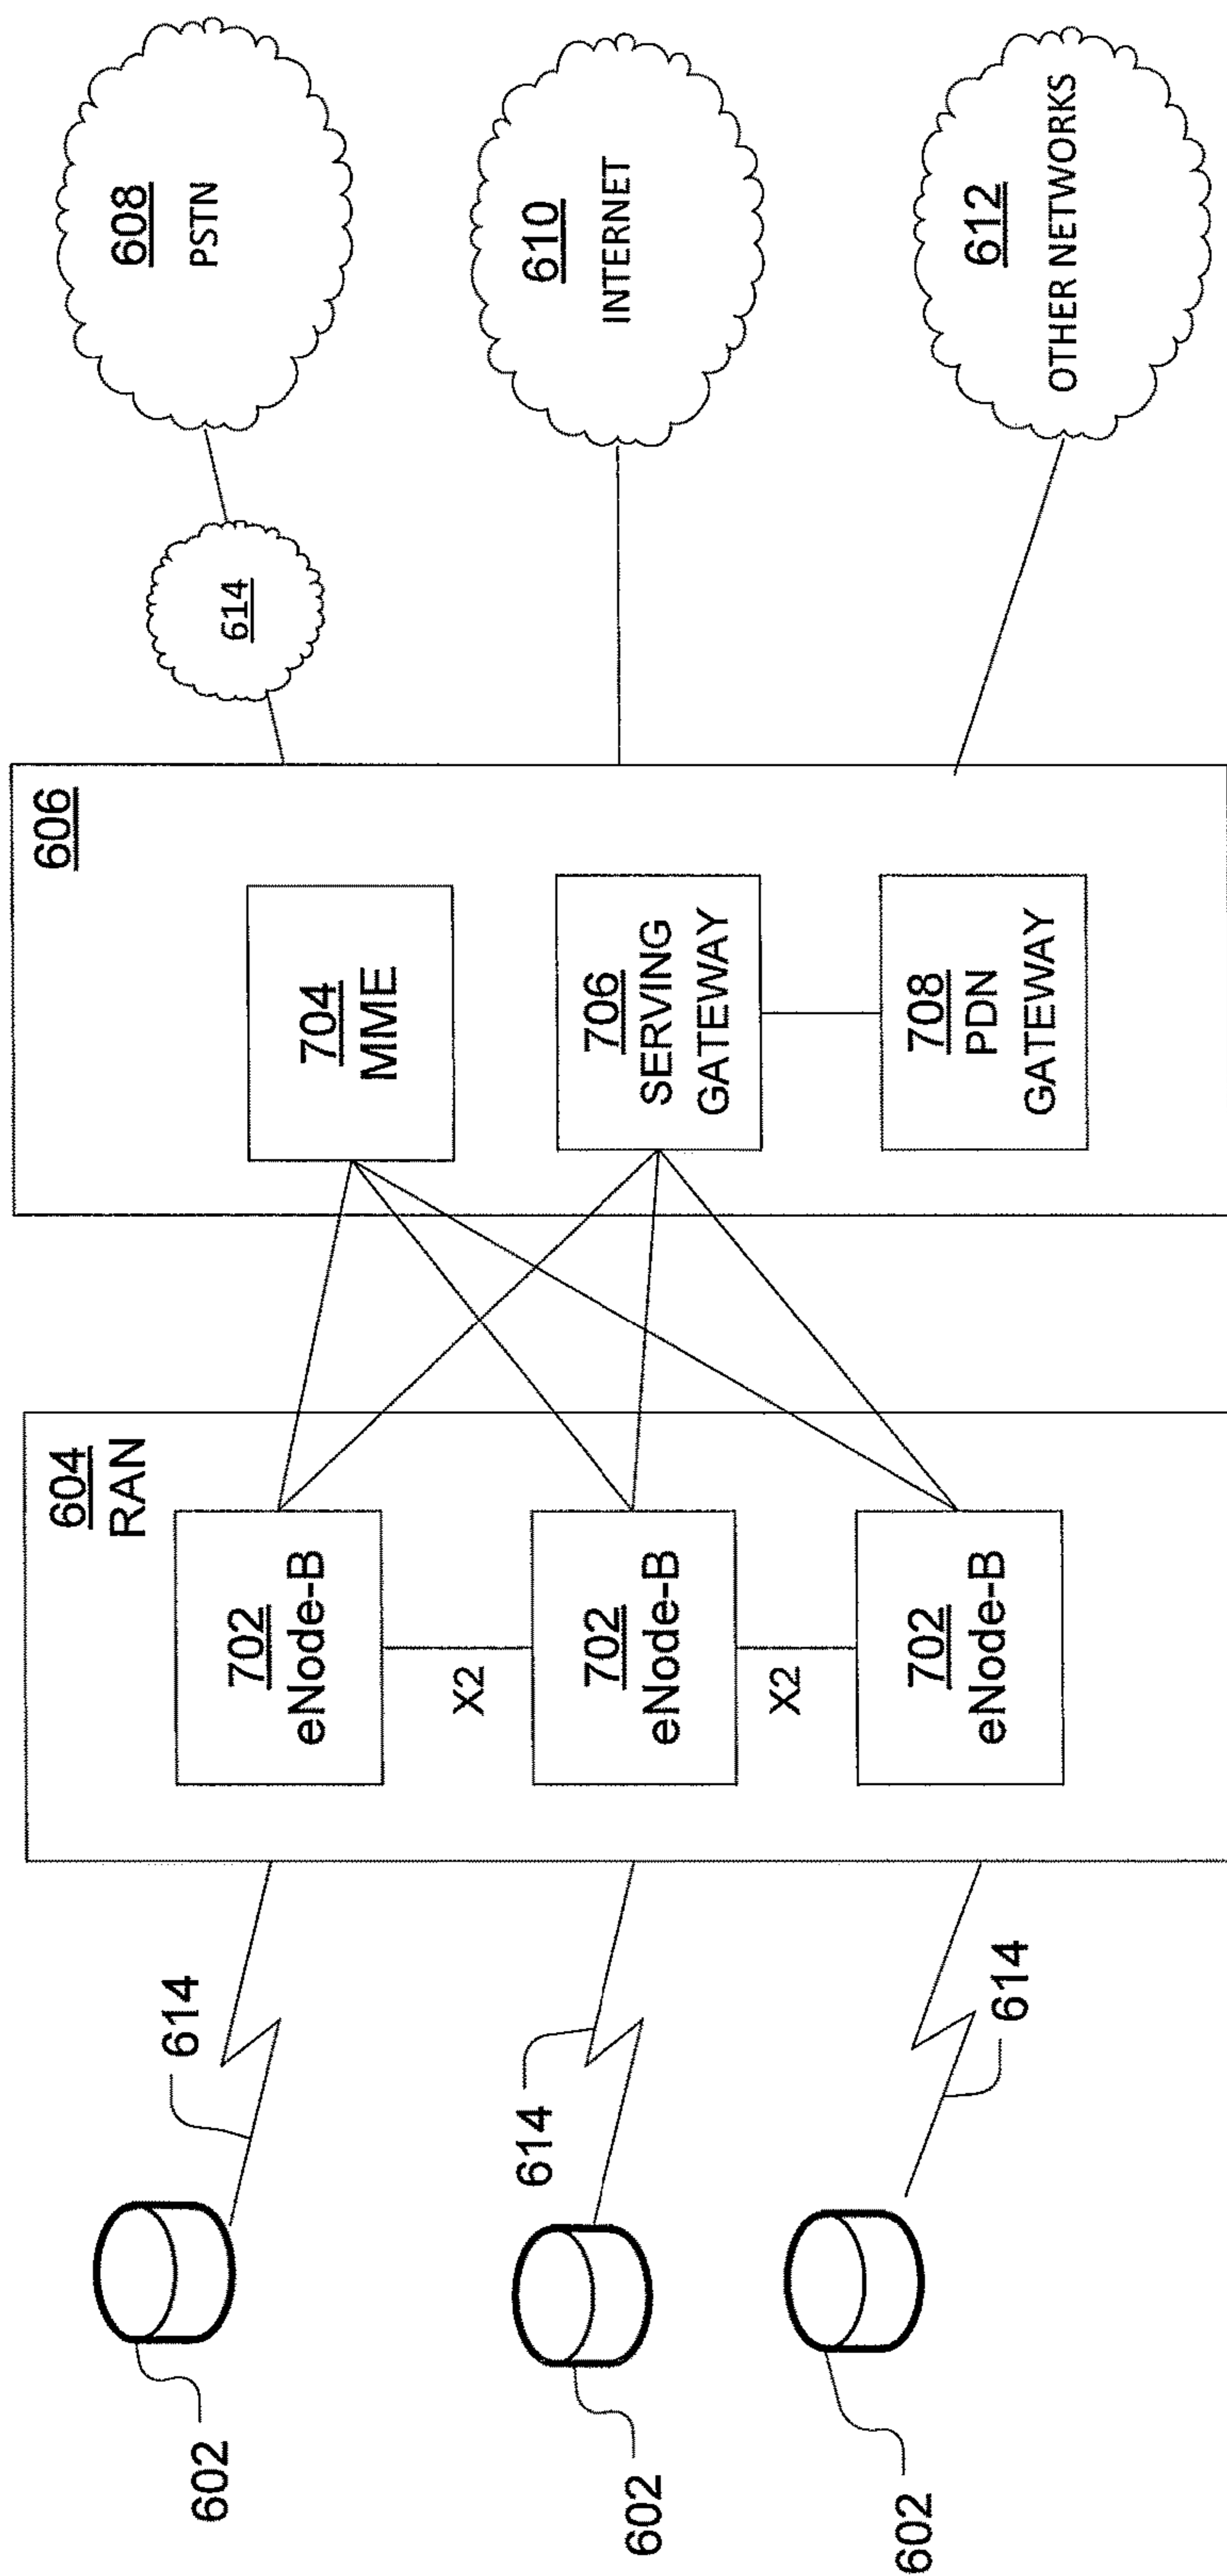 602
614
602
614
602
614
604
RAN
702
eNode-B
X2
702
eNode-B
X2
702
eNode-B
606
704
MME
706
SERVING
GATEWAY
708
PDN
GATEWAY
614
608
PSTN
610
INTERNET
612
OTHER NETWORKS